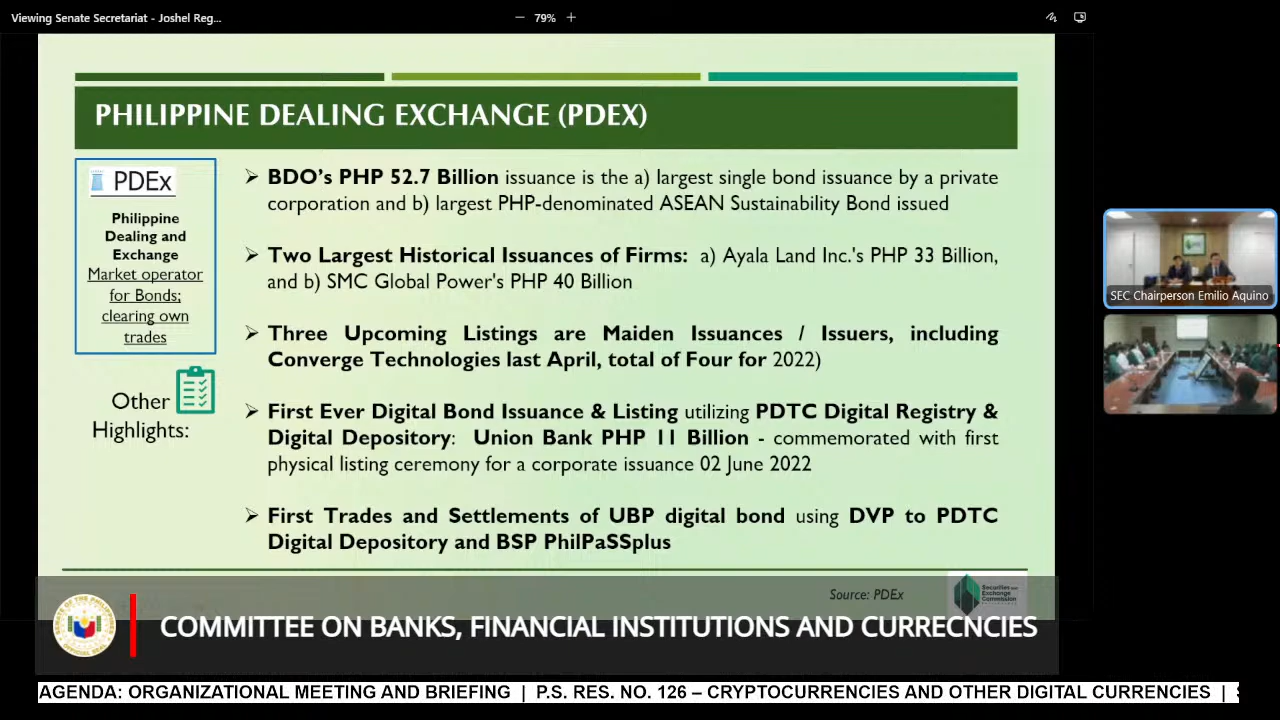 Viewing Senate Secretariat - Joshel Reg...
79%
PHILIPPINE DEALING EXCHANGE (PDEX)
PDEx
Philippine
Dealing and
Exchange
Market operator
for Bonds;
clearing own
trades
Other
Highlights:
BDO's PHP 52.7 Billion issuance is the a) largest single bond issuance by a private
corporation and b) largest PHP-denominated ASEAN Sustainability Bond issued
Two Largest Historical Issuances of Firms: a) Ayala Land Inc.'s PHP 33 Billion,
and b) SMC Global Power's PHP 40 Billion
Three Upcoming Listings are Maiden Issuances / Issuers, including
Converge Technologies last April, total of Four for 2022)
First Ever Digital Bond Issuance & Listing utilizing PDTC Digital Registry &
Digital Depository: Union Bank PHP 11 Billion - commemorated with first
physical listing ceremony for a corporate issuance 02 June 2022
First Trades and Settlements of UBP digital bond using DVP to PDTC
Digital Depository and BSP PhilPaSSplus
Source: PDEx
Securities and
Exchange
Commission
SEC Chairperson Emilio Aquino
COMMITTEE ON BANKS, FINANCIAL INSTITUTIONS AND CURRECNCIES
AGENDA: ORGANIZATIONAL MEETING AND BRIEFING | P.S. RES. NO. 126 – CRYPTOCURRENCIES AND OTHER DIGITAL CURRENCIES |